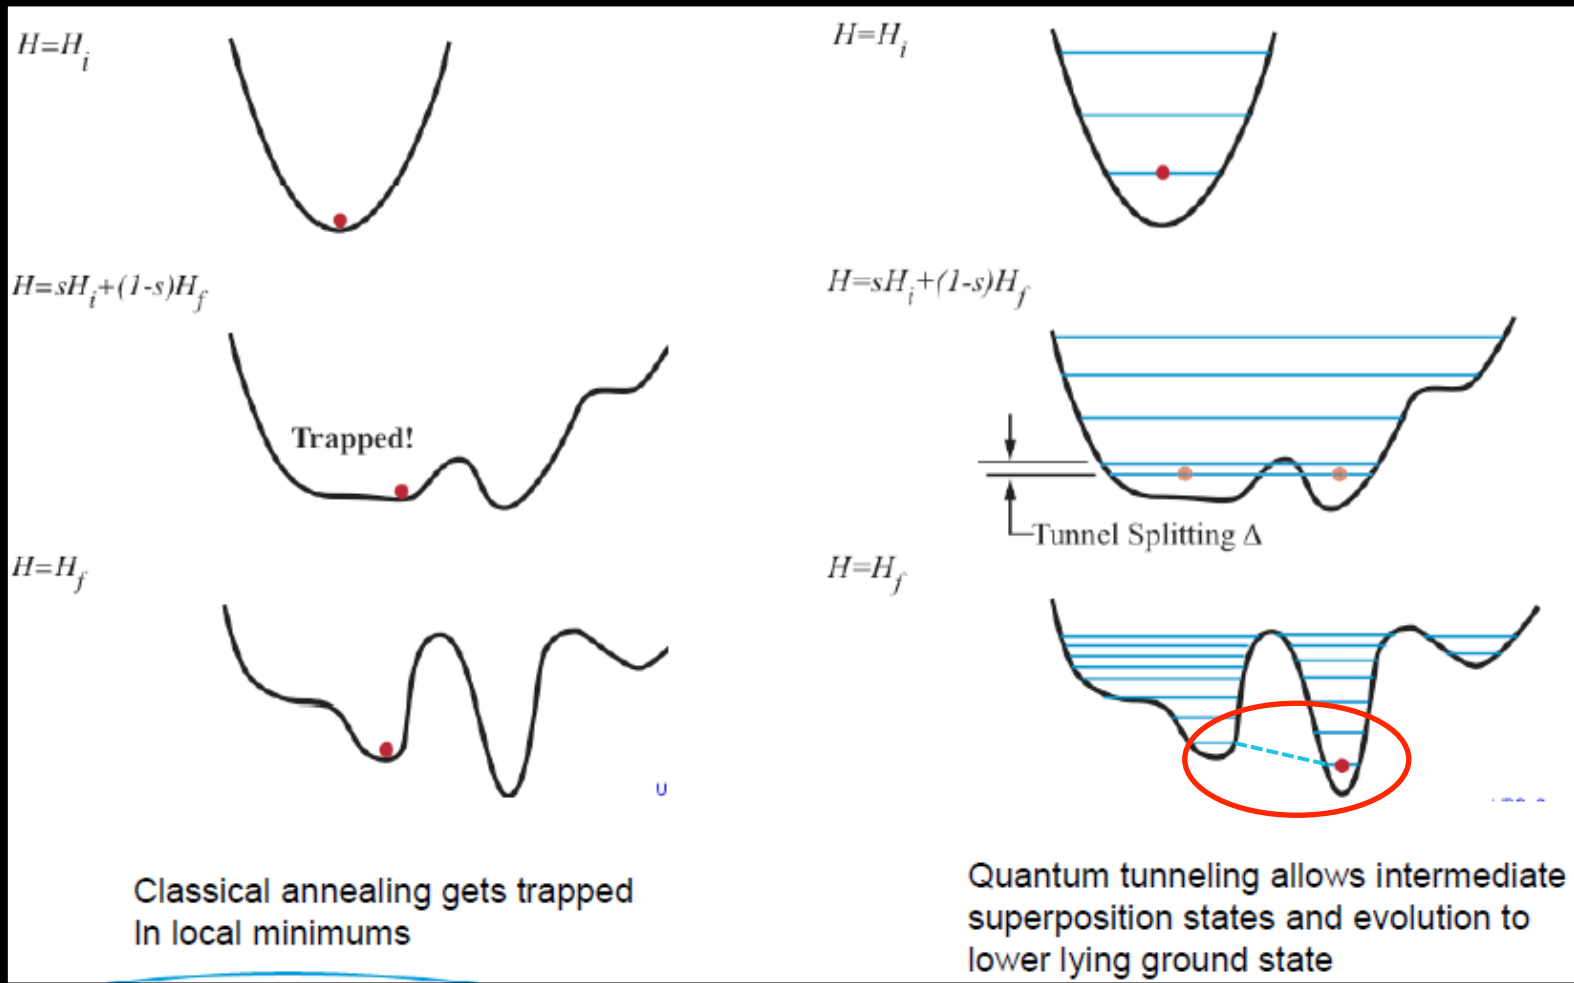 H=H_i
H=H_i
H=sH_i+(1-s)H_f
H=sH_i+(1-s)H_f
Trapped!
Tunnel Splitting Δ
H=H_f
H=H_f
U
Classical annealing gets trapped
In local minimums
Quantum tunneling allows intermediate
superposition states and evolution to
lower lying ground state